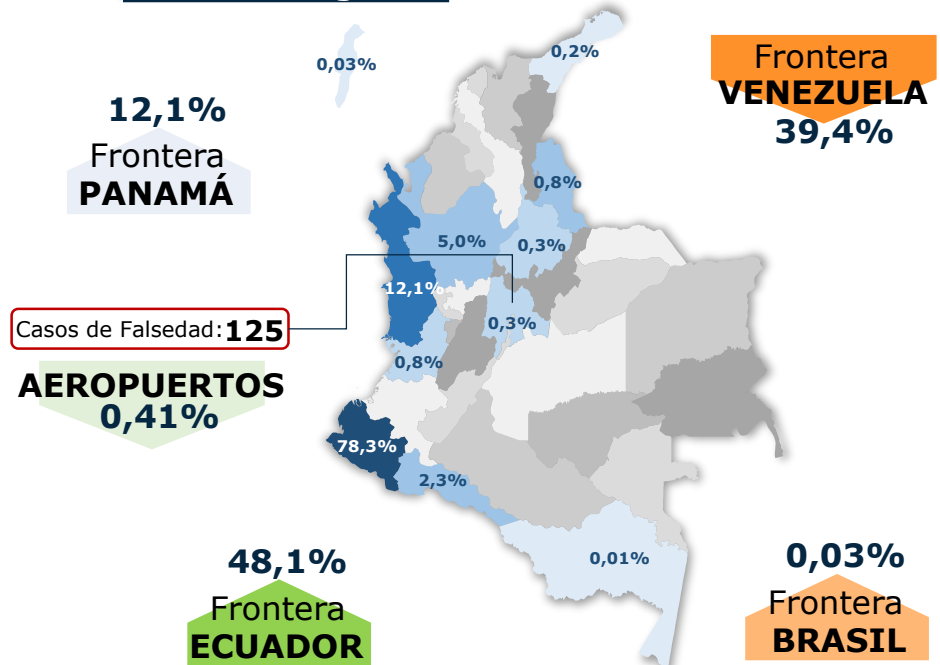 0,03%
0,2%
Frontera
VENEZUELA
39,4%
12,1%
Frontera
PANAMÁ
0,8%
5,0%
0,3%
12,1%
Casos de Falsedad: 125
0,3%
0,8%
AEROPUERTOS
0,41%
78,3%
2,3%
48,1%
Frontera
ECUADOR
0,01%
0,03%
Frontera
BRASIL